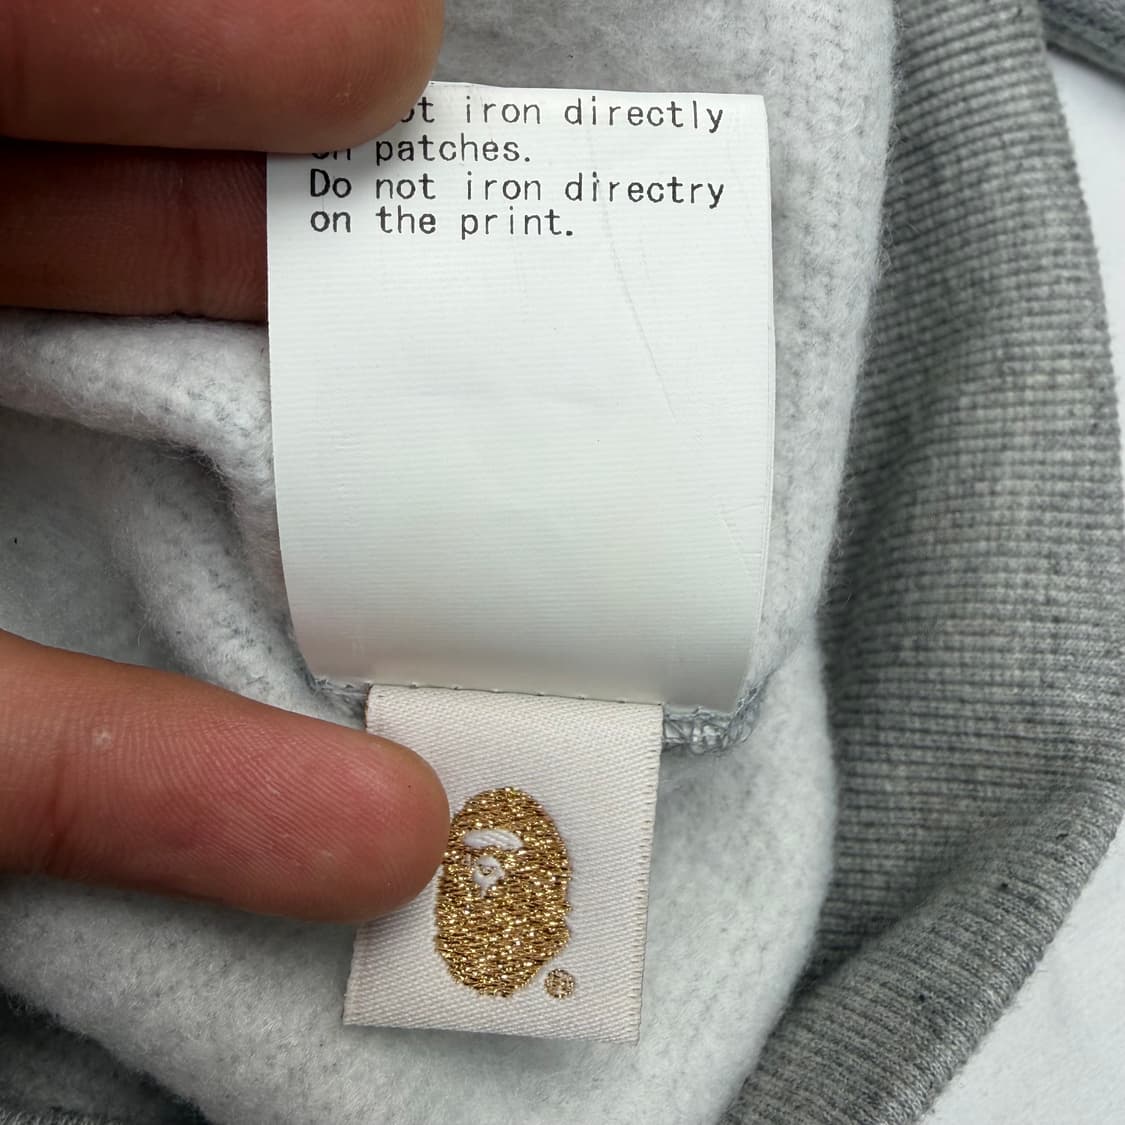 iron directly
patches.
Do not iron directry
on the print.
®